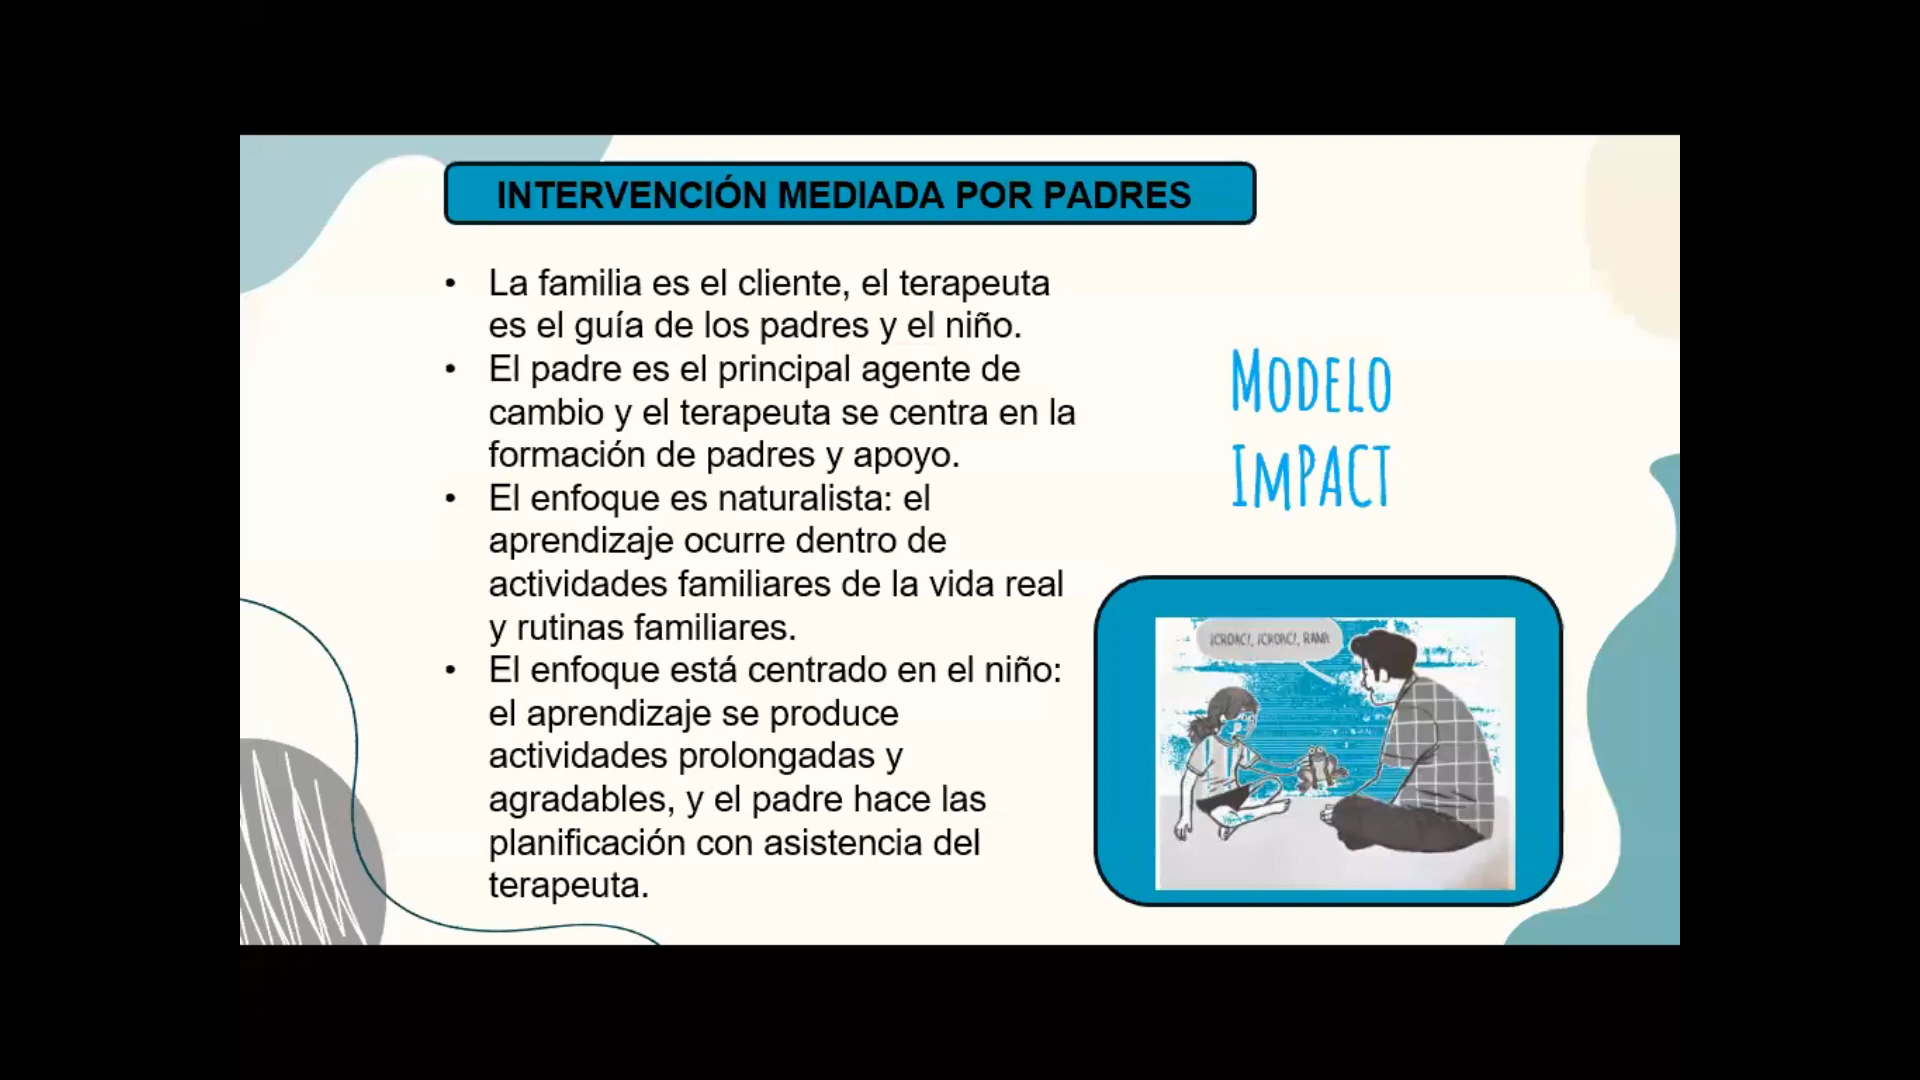 INTERVENCIÓN MEDIADA POR PADRES
• La familia es el cliente, el terapeuta
es el guía de los padres y el niño.
• El padre es el principal agente de
cambio y el terapeuta se centra en la
formación de padres y apoyo.
• El enfoque es naturalista: el
aprendizaje ocurre dentro de
actividades familiares de la vida real
y rutinas familiares.
• El enfoque está centrado en el niño:
el aprendizaje se produce
actividades prolongadas y
agradables, y el padre hace las
planificación con asistencia del
terapeuta.
MODELO
IMPACT
¡CROAC!, ¡CROAC!, RANA